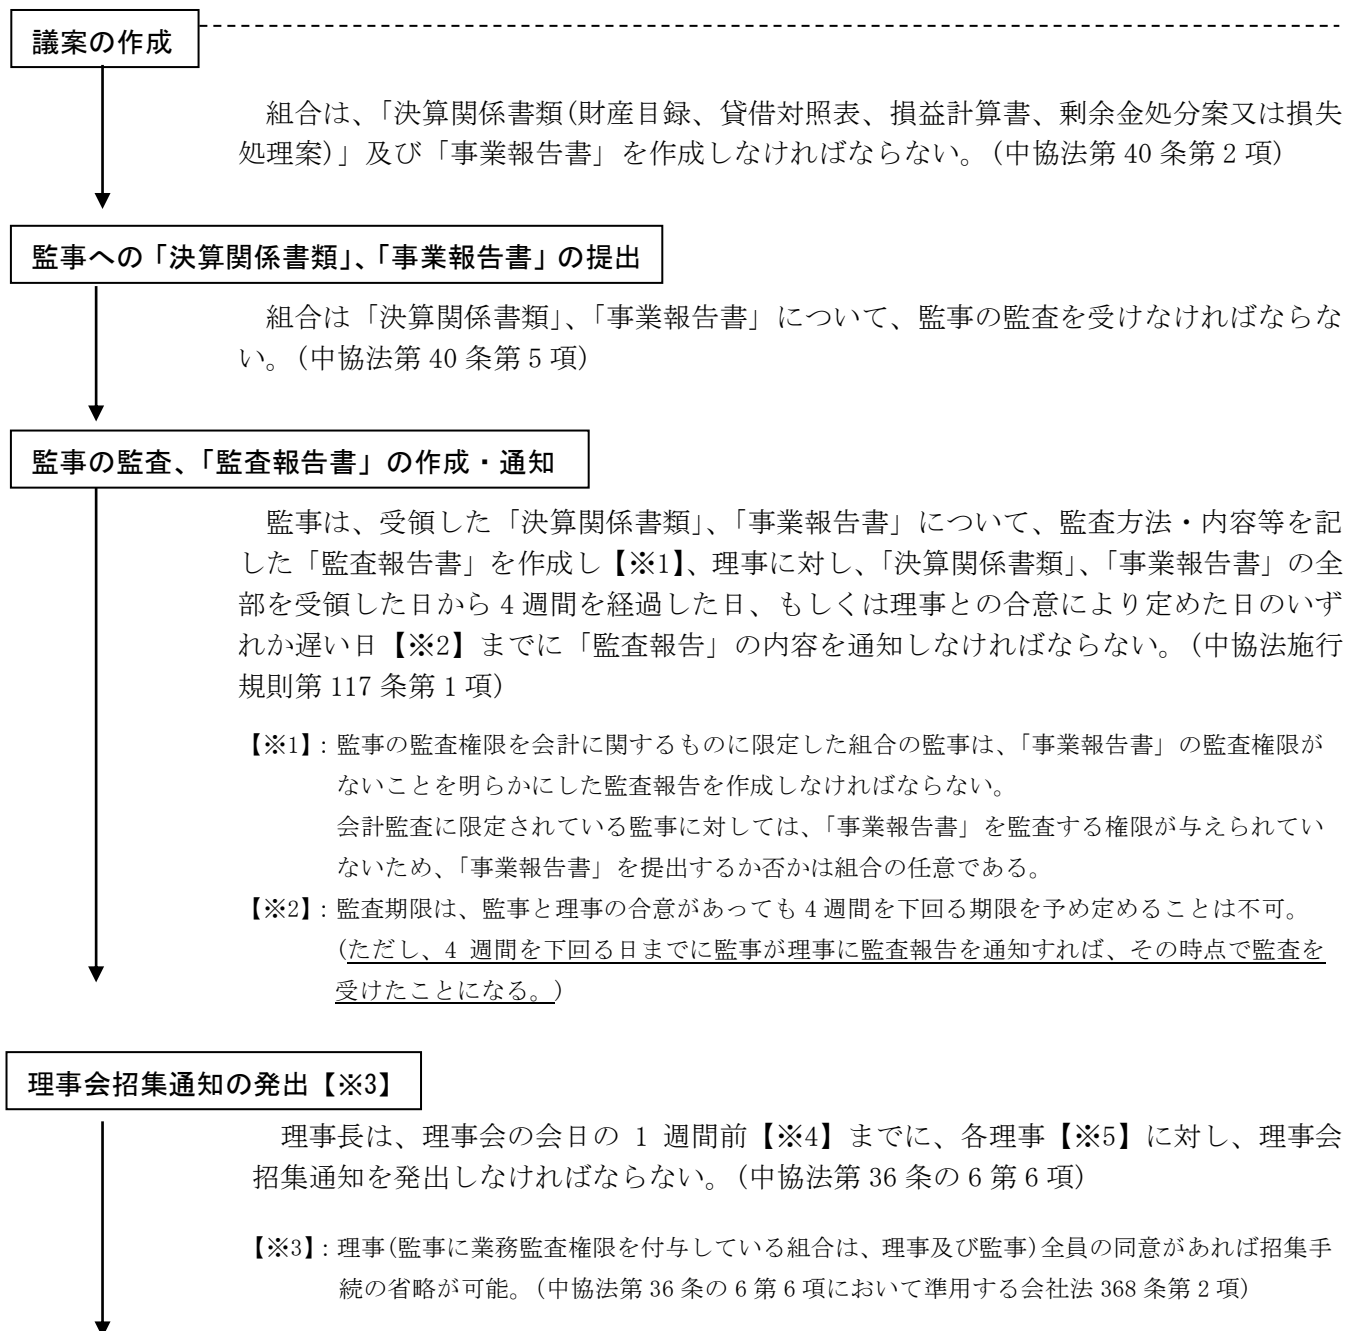 議案の作成
組合は、「決算関係書類(財産目録、貸借対照表、損益計算書、剰余金処分案又は損失
処理案)」及び「事業報告書」を作成しなければならない。(中協法第 40 条第 2 項)
監事への「決算関係書類」、「事業報告書」の提出
組合は「決算関係書類」、「事業報告書」について、監事の監査を受けなければならな
い。(中協法第 40 条第 5 項)
監事の監査、「監査報告書」の作成・通知
監事は、受領した「決算関係書類」、「事業報告書」について、監査方法・内容等を記
した「監査報告書」を作成し【※1】、理事に対し、「決算関係書類」、「事業報告書」の全
部を受領した日から 4 週間を経過した日、もしくは理事との合意により定めた日のいず
れか遅い日【※2】までに「監査報告」の内容を通知しなければならない。(中協法施行
規則第 117 条第 1 項)
【※1】:監事の監査権限を会計に関するものに限定した組合の監事は、「事業報告書」の監査権限が
ないことを明らかにした監査報告を作成しなければならない。
会計監査に限定されている監事に対しては、「事業報告書」を監査する権限が与えられてい
ないため、「事業報告書」を提出するか否かは組合の任意である。
【※2】:監査期限は、監事と理事の合意があっても 4 週間を下回る期限を予め定めることは不可。
(ただし、4 週間を下回る日までに監事が理事に監査報告を通知すれば、その時点で監査を
受けたことになる。)
理事会招集通知の発出【※3】
理事長は、理事会の会日の 1 週間前【※4】までに、各理事【※5】に対し、理事会
招集通知を発出しなければならない。(中協法第 36 条の 6 第 6 項)
【※3】:理事(監事に業務監査権限を付与している組合は、理事及び監事)全員の同意があれば招集手
続の省略が可能。(中協法第 36 条の 6 第 6 項において準用する会社法 368 条第 2 項)